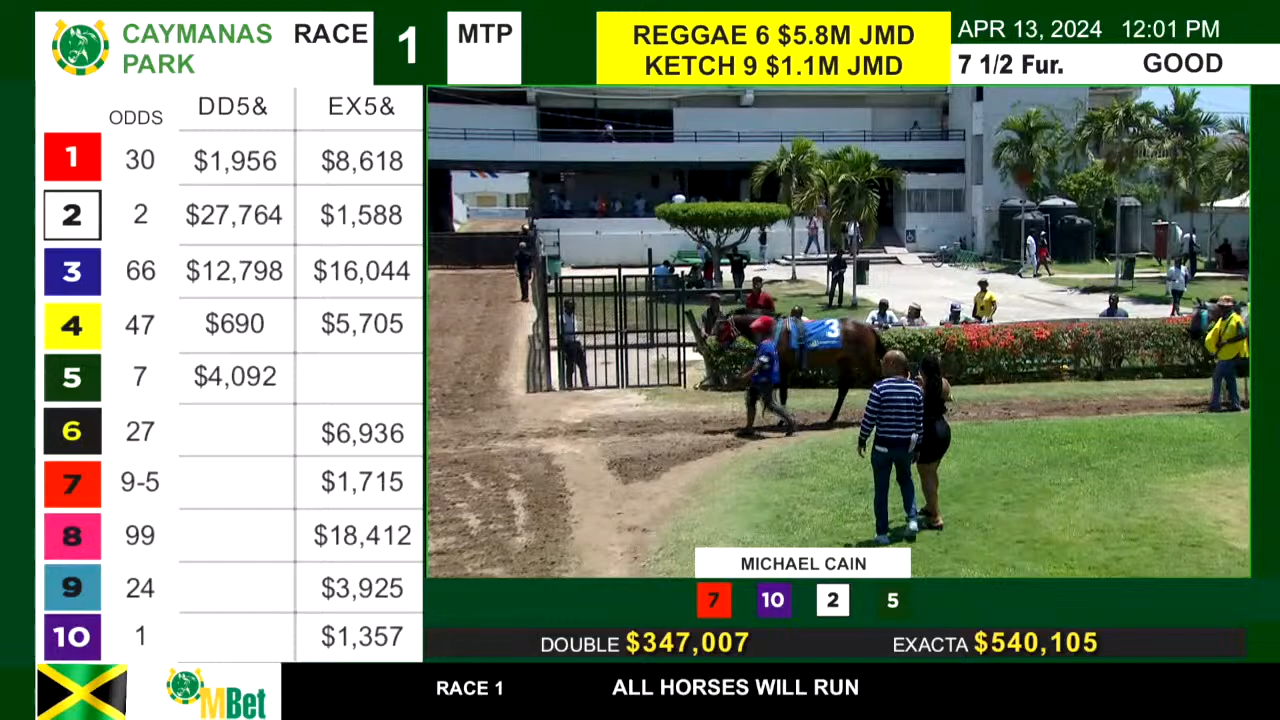 CAYMANAS PARK
RACE 1
MTP
REGGAE 6 $5.8M JMD
KETCH 9 $1.1M JMD
APR 13, 2024 12:01 PM
7 1/2 Fur. GOOD
ODDS DD5& EX5&
1 30 $1,956 $8,618
2 2 $27,764 $1,588
3 66 $12,798 $16,044
4 47 $690 $5,705
5 7 $4,092
6 27 $6,936
7 9-5 $1,715
8 99 $18,412
9 24 $3,925
10 1 $1,357
3
MICHAEL CAIN
7 10 2 5
DOUBLE $347,007 EXACTA $540,105
MBet
RACE 1 ALL HORSES WILL RUN